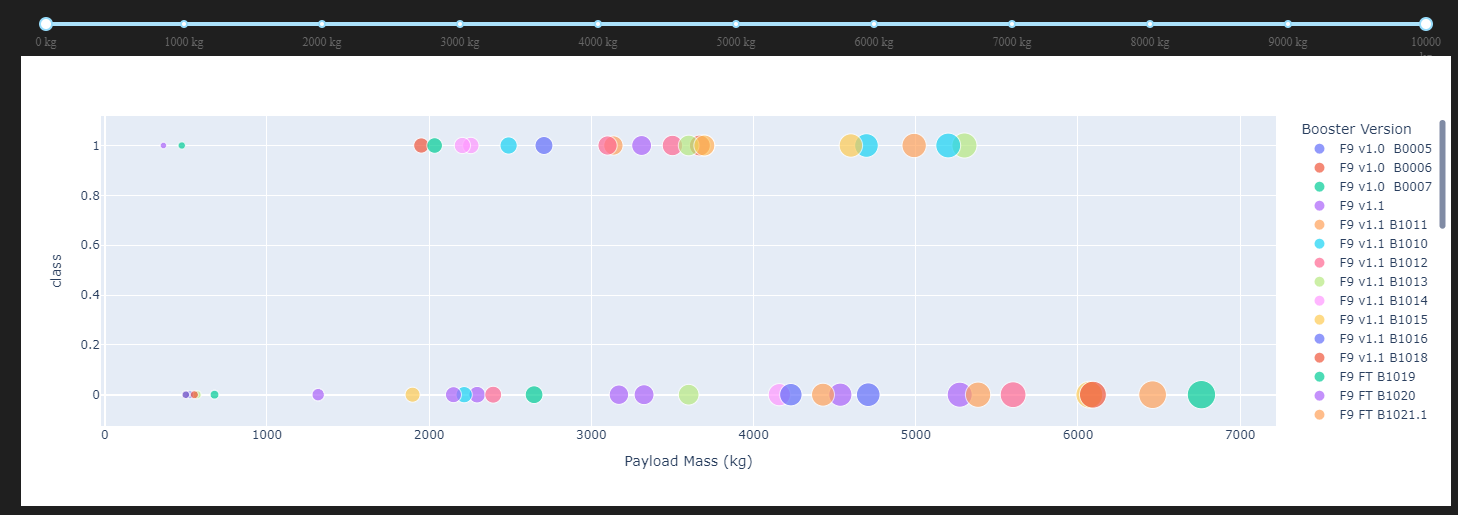 0 kg 1000 kg 2000 kg 3000 kg 4000 kg 5000 kg 6000 kg 7000 kg 8000 kg 9000 kg 10000
Booster Version
F9 v1.0  B0005
F9 v1.0  B0006
F9 v1.0  B0007
F9 v1.1
F9 v1.1 B1011
F9 v1.1 B1010
F9 v1.1 B1012
F9 v1.1 B1013
F9 v1.1 B1014
F9 v1.1 B1015
F9 v1.1 B1016
F9 v1.1 B1018
F9 FT B1019
F9 FT B1020
F9 FT B1021.1
1
0.8
0.6
0.4
0.2
0
class
0 1000 2000 3000 4000 5000 6000 7000
Payload Mass (kg)